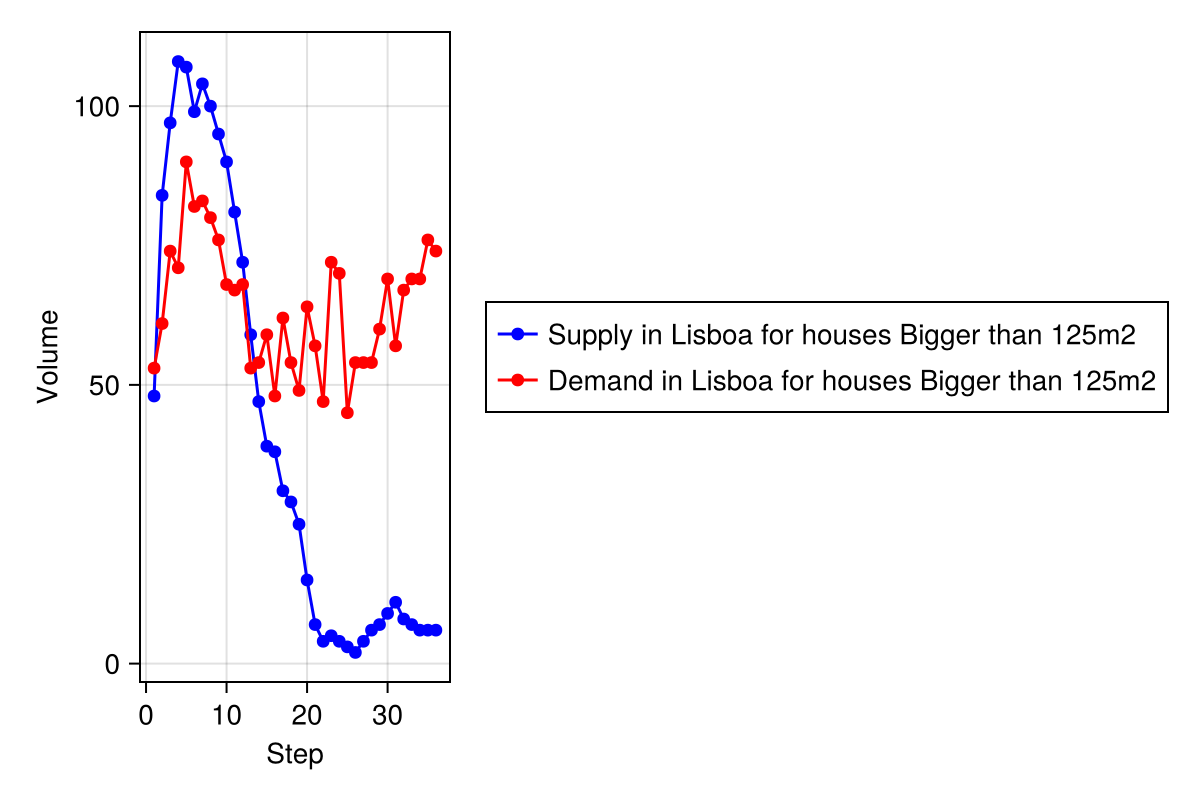 100
50
0
Volume
0 10 20 30
Step
Supply in Lisboa for houses Bigger than 125m2
Demand in Lisboa for houses Bigger than 125m2